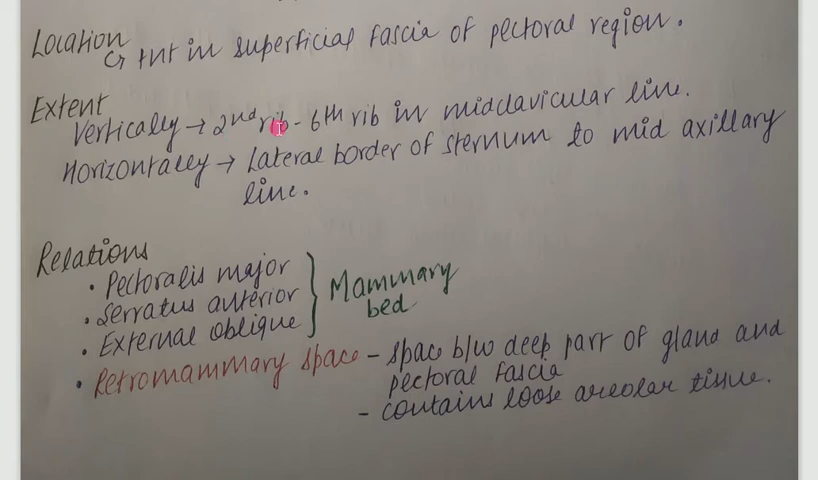 Location
↳ tnt in superficial fascia of pectoral region.
Extent
Vertically → 2nd rib - 6th rib in midclavicular line.
Horizontally → Lateral border of sternum to mid axillary
line.
Relations
• Pectoralis major
• Serratus anterior
• External oblique
} Mammary
bed
• Retromammary space - space b/w deep part of gland and
pectoral fascia
- contains loose areolar tissue.